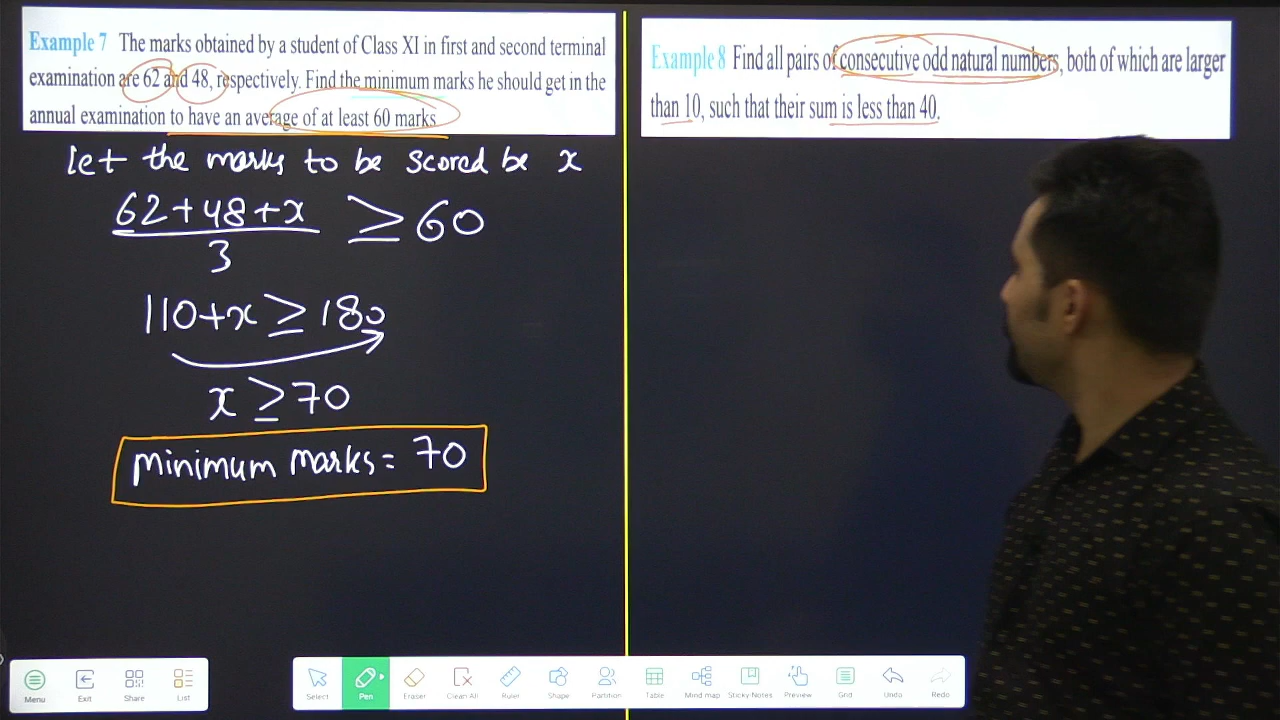 Example 7 The marks obtained by a student of Class XI in first and second terminal
examination are 62 and 48, respectively. Find the minimum marks he should get in the
annual examination to have an average of at least 60 marks
let the marks to be scored be x
62+48+x
3
≥ 60
110+x ≥ 180
x ≥ 70
minimum marks = 70
Example 8 Find all pairs of consecutive odd natural numbers, both of which are larger
than 10, such that their sum is less than 40.
Menu
Exit
Share
List
Select
Pen
Eraser
Clean All
Ruler
Shape
Partition
Table
Mind map
Sticky Notes
Preview
Grid
Undo
Redo